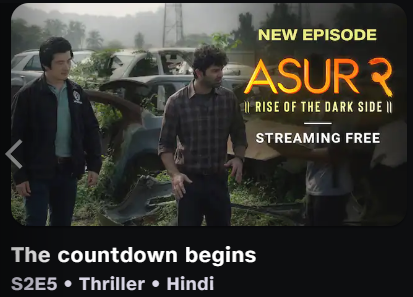 NEW EPISODE
ASUR 2
|| RISE OF THE DARK SIDE ||
STREAMING FREE
The countdown begins
S2E5 • Thriller • Hindi